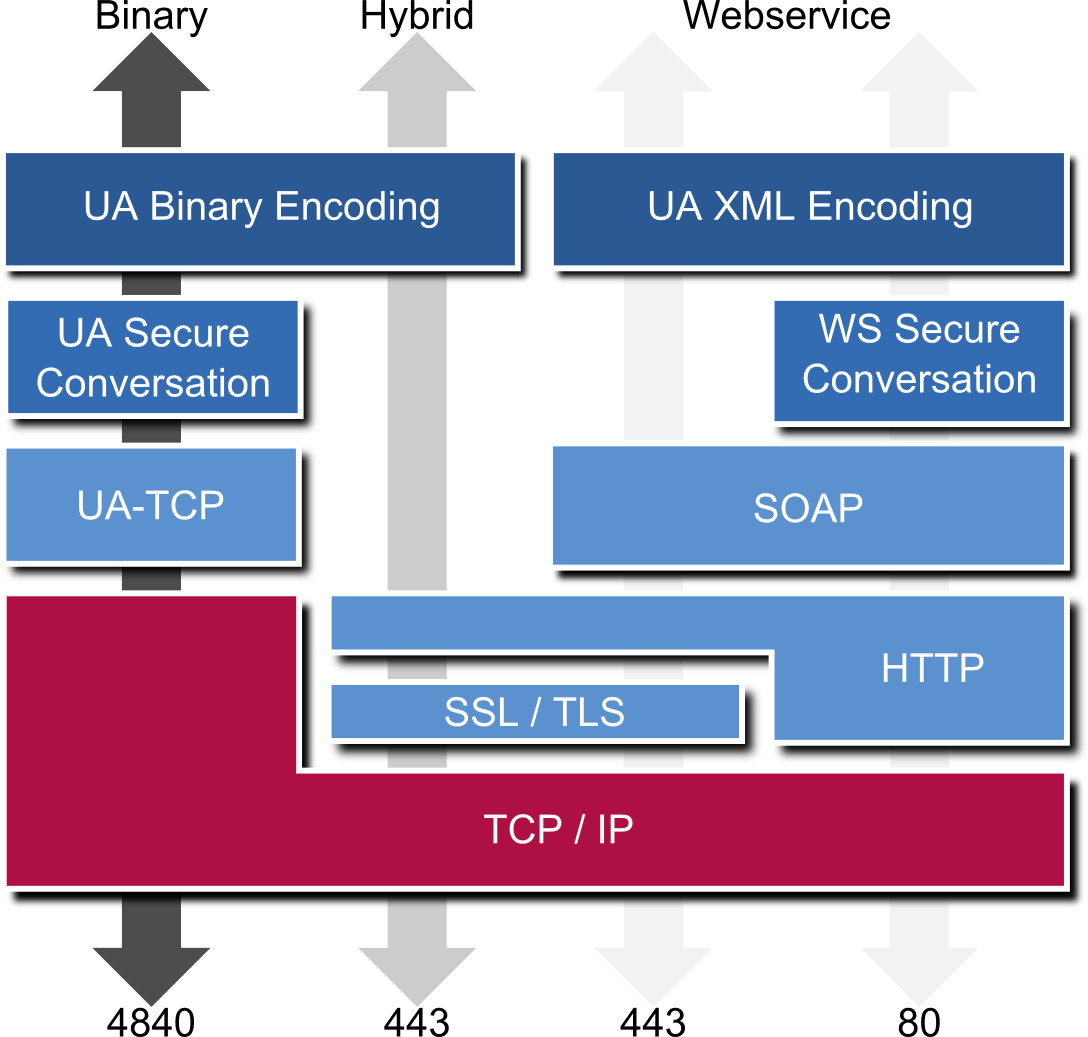 Binary Hybrid Webservice
UA Binary Encoding UA XML Encoding
UA Secure
Conversation
WS Secure
Conversation
UA-TCP SOAP
HTTP
SSL / TLS
TCP / IP
4840 443 443 80